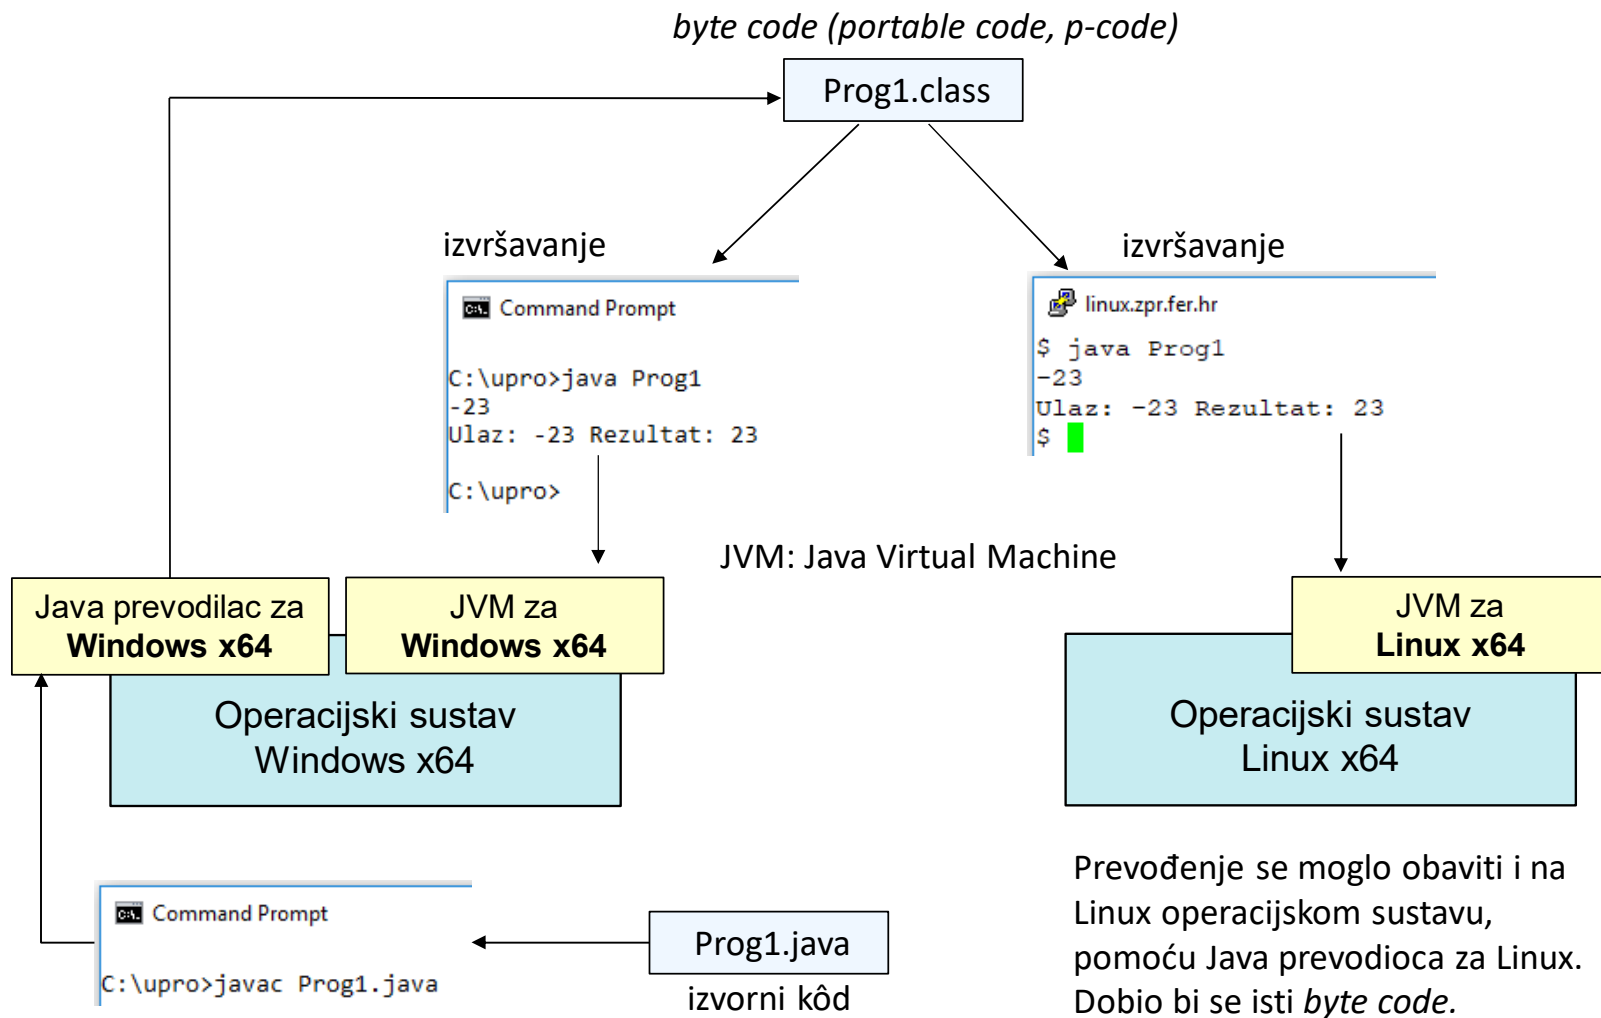 byte code (portable code, p-code)
Prog1.class
izvršavanje
izvršavanje
Command Prompt
C:\upro>java Prog1
-23
Ulaz: -23 Rezultat: 23
C:\upro>
linux.zpr.fer.hr
$ java Prog1
-23
Ulaz: -23 Rezultat: 23
$
JVM: Java Virtual Machine
Java prevodilac za
Windows x64
JVM za
Windows x64
Operacijski sustav
Windows x64
JVM za
Linux x64
Operacijski sustav
Linux x64
Command Prompt
C:\upro>javac Prog1.java
Prog1.java
izvorni kôd
Prevođenje se moglo obaviti i na
Linux operacijskom sustavu,
pomoću Java prevodioca za Linux.
Dobio bi se isti byte code.